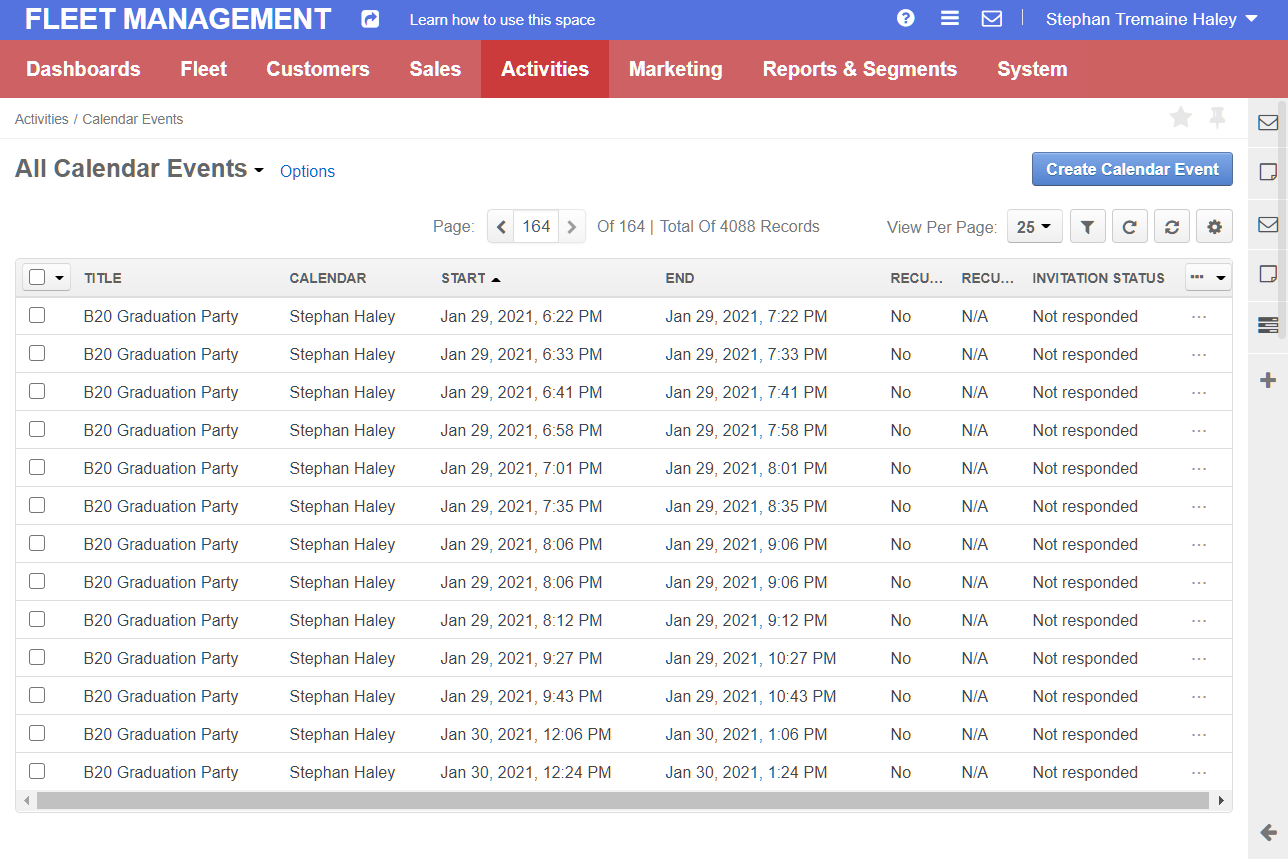 FLEET MANAGEMENT Learn how to use this space Stephan Tremaine Haley
Dashboards Fleet Customers Sales Activities Marketing Reports & Segments System
Activities / Calendar Events
All Calendar Events Options Create Calendar Event
Page: 164 Of 164 | Total Of 4088 Records View Per Page: 25
TITLE CALENDAR START END RECU... RECU... INVITATION STATUS
B20 Graduation Party Stephan Haley Jan 29, 2021, 6:22 PM Jan 29, 2021, 7:22 PM No N/A Not responded ...
B20 Graduation Party Stephan Haley Jan 29, 2021, 6:33 PM Jan 29, 2021, 7:33 PM No N/A Not responded ...
B20 Graduation Party Stephan Haley Jan 29, 2021, 6:41 PM Jan 29, 2021, 7:41 PM No N/A Not responded ...
B20 Graduation Party Stephan Haley Jan 29, 2021, 6:58 PM Jan 29, 2021, 7:58 PM No N/A Not responded ...
B20 Graduation Party Stephan Haley Jan 29, 2021, 7:01 PM Jan 29, 2021, 8:01 PM No N/A Not responded ...
B20 Graduation Party Stephan Haley Jan 29, 2021, 7:35 PM Jan 29, 2021, 8:35 PM No N/A Not responded ...
B20 Graduation Party Stephan Haley Jan 29, 2021, 8:06 PM Jan 29, 2021, 9:06 PM No N/A Not responded ...
B20 Graduation Party Stephan Haley Jan 29, 2021, 8:06 PM Jan 29, 2021, 9:06 PM No N/A Not responded ...
B20 Graduation Party Stephan Haley Jan 29, 2021, 8:12 PM Jan 29, 2021, 9:12 PM No N/A Not responded ...
B20 Graduation Party Stephan Haley Jan 29, 2021, 9:27 PM Jan 29, 2021, 10:27 PM No N/A Not responded ...
B20 Graduation Party Stephan Haley Jan 29, 2021, 9:43 PM Jan 29, 2021, 10:43 PM No N/A Not responded ...
B20 Graduation Party Stephan Haley Jan 30, 2021, 12:06 PM Jan 30, 2021, 1:06 PM No N/A Not responded ...
B20 Graduation Party Stephan Haley Jan 30, 2021, 12:24 PM Jan 30, 2021, 1:24 PM No N/A Not responded ...